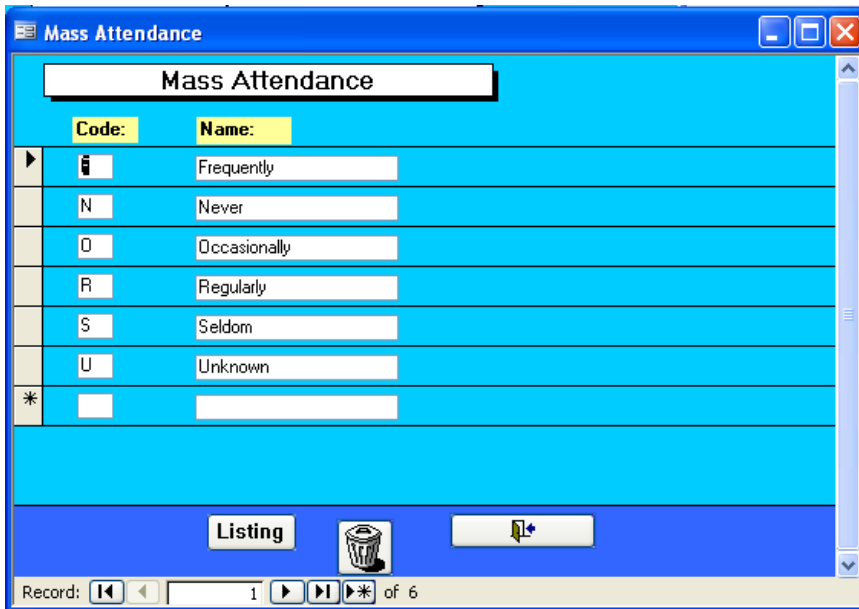 Mass Attendance
Mass Attendance
Code: Name:
Frequently
N Never
O Occasionally
R Regularly
S Seldom
U Unknown
Listing
Record: 1 of 6